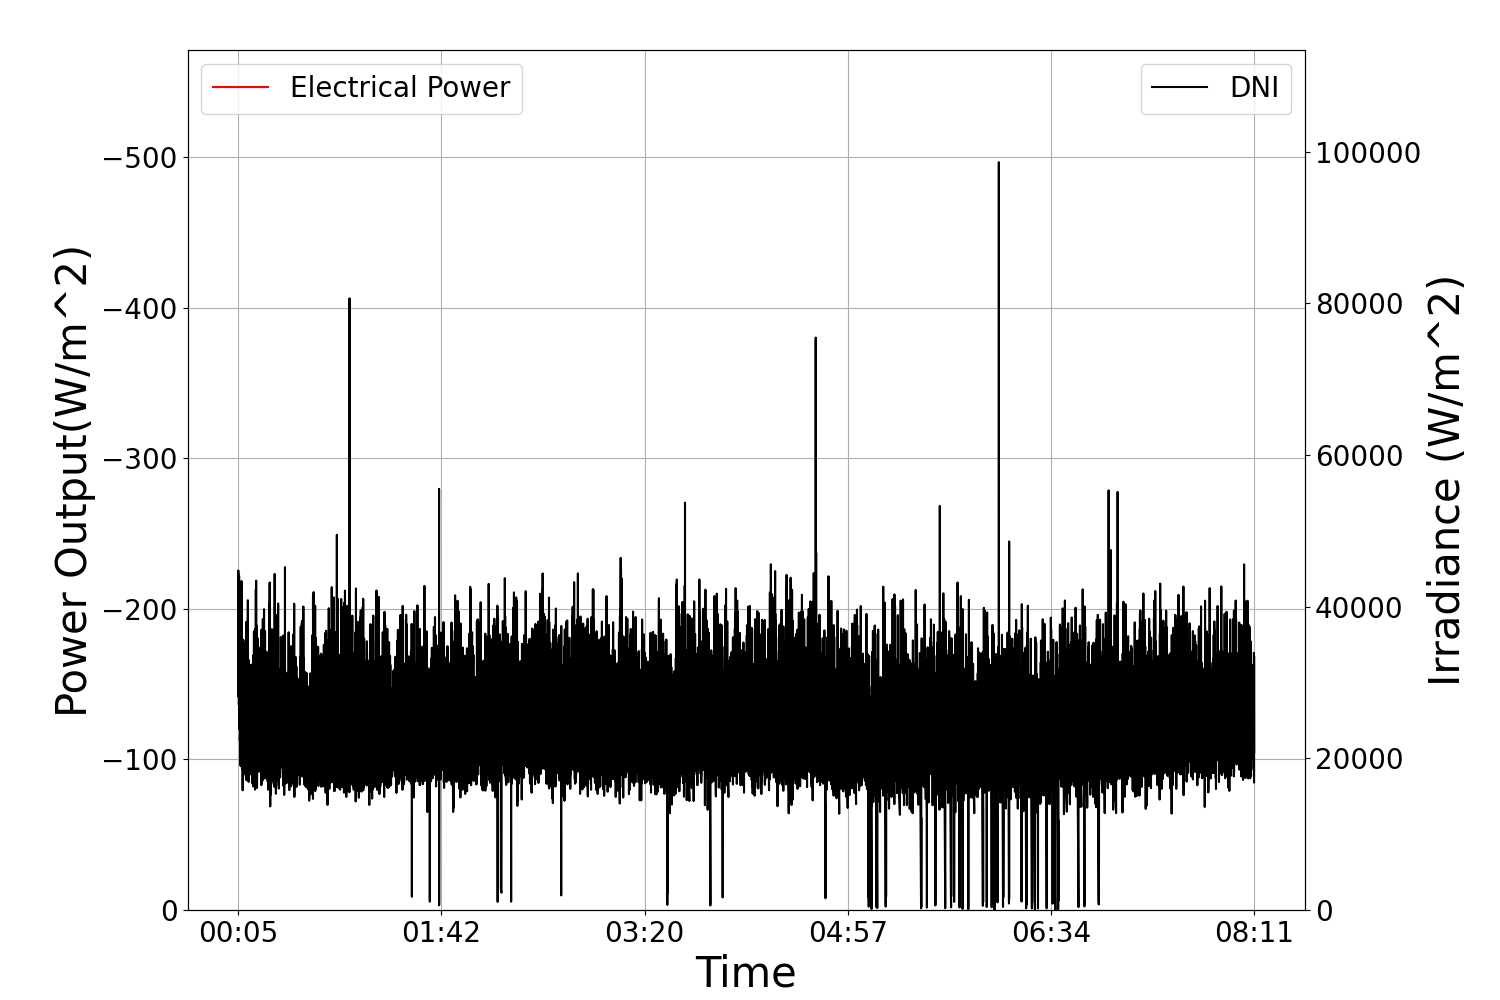 Electrical Power
DNI
−500
−400
−300
−200
−100
0
100000
80000
60000
40000
20000
0
00:05 01:42 03:20 04:57 06:34 08:11
Time
Power Output(W/m^2)
Irradiance (W/m^2)